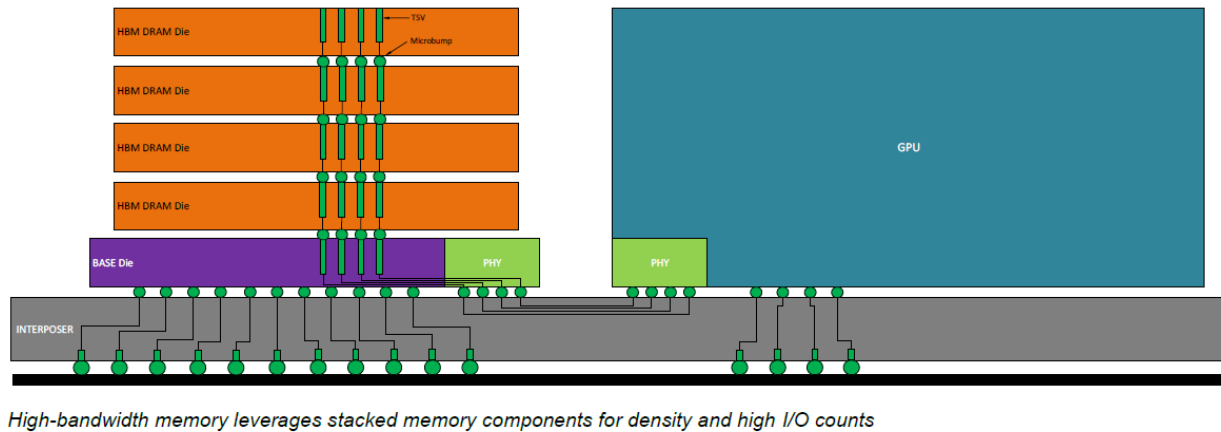 HBM DRAM Die
TSV
Microbump
HBM DRAM Die
HBM DRAM Die
HBM DRAM Die
GPU
BASE Die
PHY
PHY
INTERPOSER
High-bandwidth memory leverages stacked memory components for density and high I/O counts